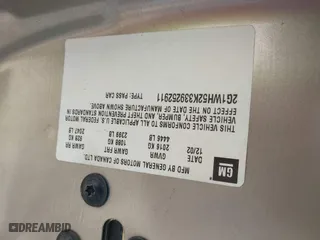 GM
MFD BY GENERAL MOTORS OF CANADA LTD.
12/02 GVWR GAWR FRT GAWR RR
2016 KG 1088 KG 928 KG
4446 LB 2399 LB 2047 LB
THIS VEHICLE CONFORMS TO ALL APPLICABLE U.S. FEDERAL MOTOR
VEHICLE SAFETY, BUMPER, AND THEFT PREVENTION STANDARDS IN
EFFECT ON THE DATE OF MANUFACTURE SHOWN ABOVE.
2G1WH52K339252911 TYPE: PASS CAR
DREAMBID